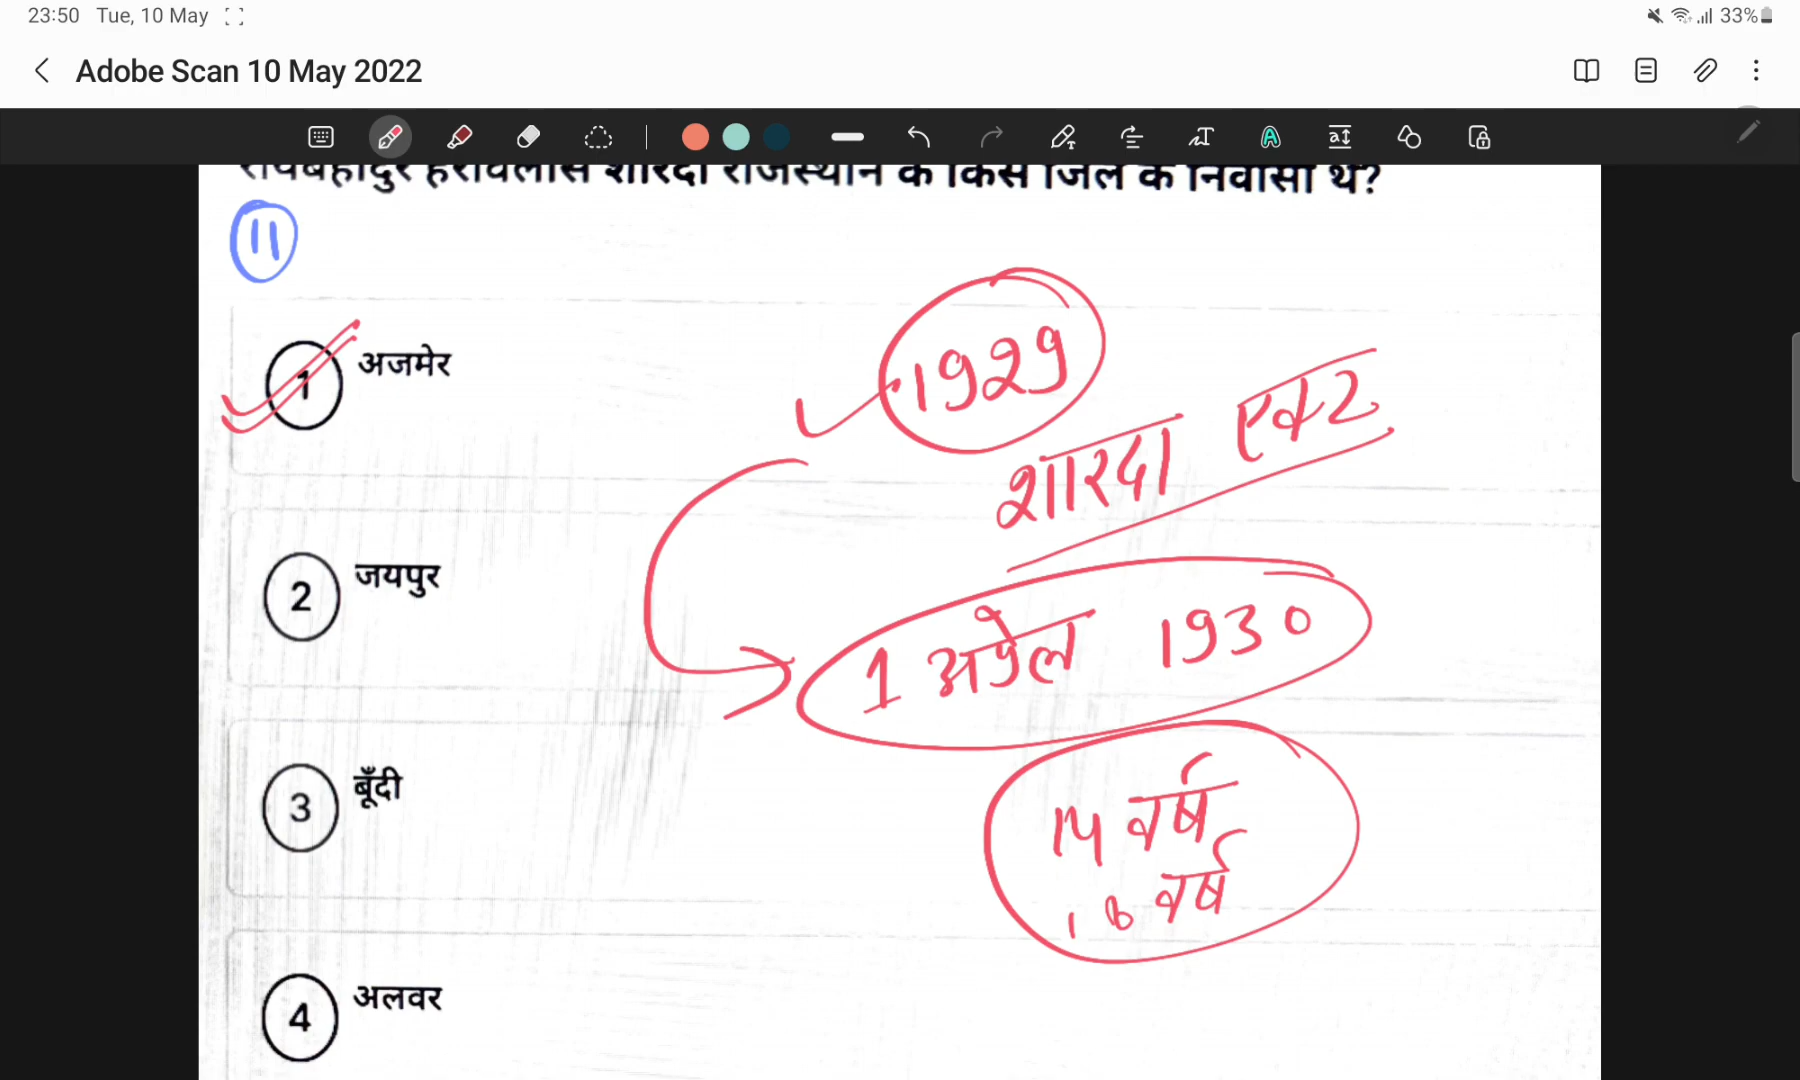 23:50 Tue, 10 May
33%
Adobe Scan 10 May 2022
रायबहादुर हरविलास शारदा राजस्थान के किस जिले के निवासी थे?
11
1 अजमेर
1929
शारदा एक्ट
2 जयपुर
1 अप्रेल 1930
3 बूँदी
14 वर्ष
18 वर्ष
4 अलवर